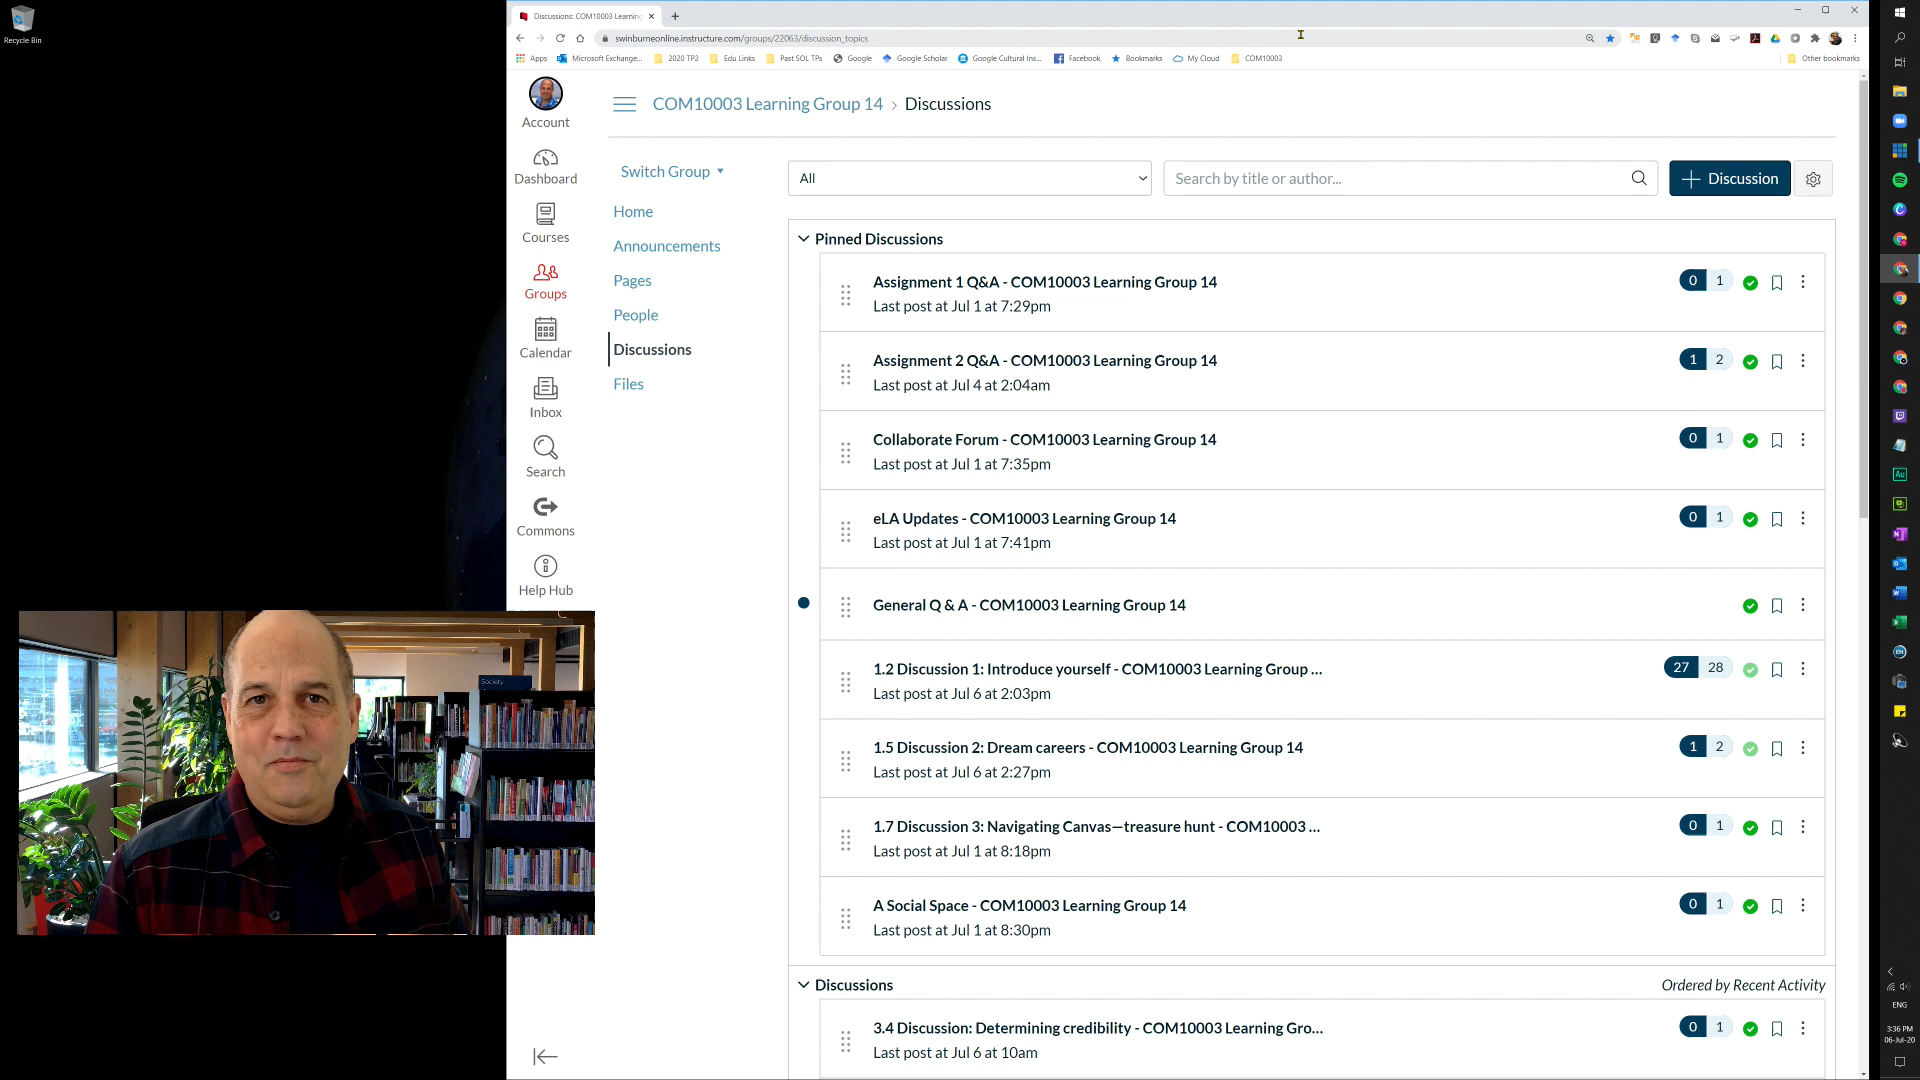 Recycle Bin
Discussions: COM10003 Learning
swinburneonline.instructure.com/groups/22063/discussion_topics
Apps
Microsoft Exchange...
2020 TP2
Edu Links
Past SOL TPs
Google
Google Scholar
Google Cultural Ins...
Facebook
Bookmarks
My Cloud
COM10003
Other bookmarks
Account
Dashboard
Courses
Groups
Calendar
Inbox
Search
Commons
Help Hub
COM10003 Learning Group 14 › Discussions
Switch Group
Home
Announcements
Pages
People
Discussions
Files
All
Search by title or author...
Discussion
Pinned Discussions
Assignment 1 Q&A - COM10003 Learning Group 14
0 1
Last post at Jul 1 at 7:29pm
Assignment 2 Q&A - COM10003 Learning Group 14
1 2
Last post at Jul 4 at 2:04am
Collaborate Forum - COM10003 Learning Group 14
0 1
Last post at Jul 1 at 7:35pm
eLA Updates - COM10003 Learning Group 14
0 1
Last post at Jul 1 at 7:41pm
General Q & A - COM10003 Learning Group 14
1.2 Discussion 1: Introduce yourself - COM10003 Learning Group ...
27 28
Last post at Jul 6 at 2:03pm
1.5 Discussion 2: Dream careers - COM10003 Learning Group 14
1 2
Last post at Jul 6 at 2:27pm
1.7 Discussion 3: Navigating Canvas—treasure hunt - COM10003 ...
0 1
Last post at Jul 1 at 8:18pm
A Social Space - COM10003 Learning Group 14
0 1
Last post at Jul 1 at 8:30pm
Discussions
Ordered by Recent Activity
3.4 Discussion: Determining credibility - COM10003 Learning Gro...
0 1
Last post at Jul 6 at 10am
Society
Au
EN
ENG
3:36 PM
06-Jul-20